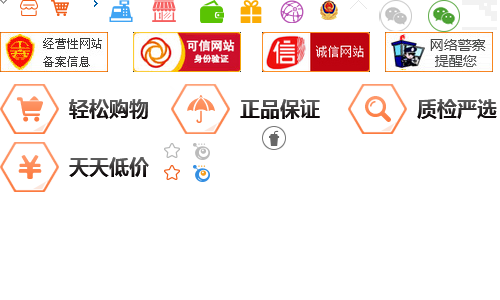 经营性网站
备案信息
可信网站
身份验证
信 诚信网站
网络警察
提醒您
轻松购物
正品保证
质检严选
天天低价